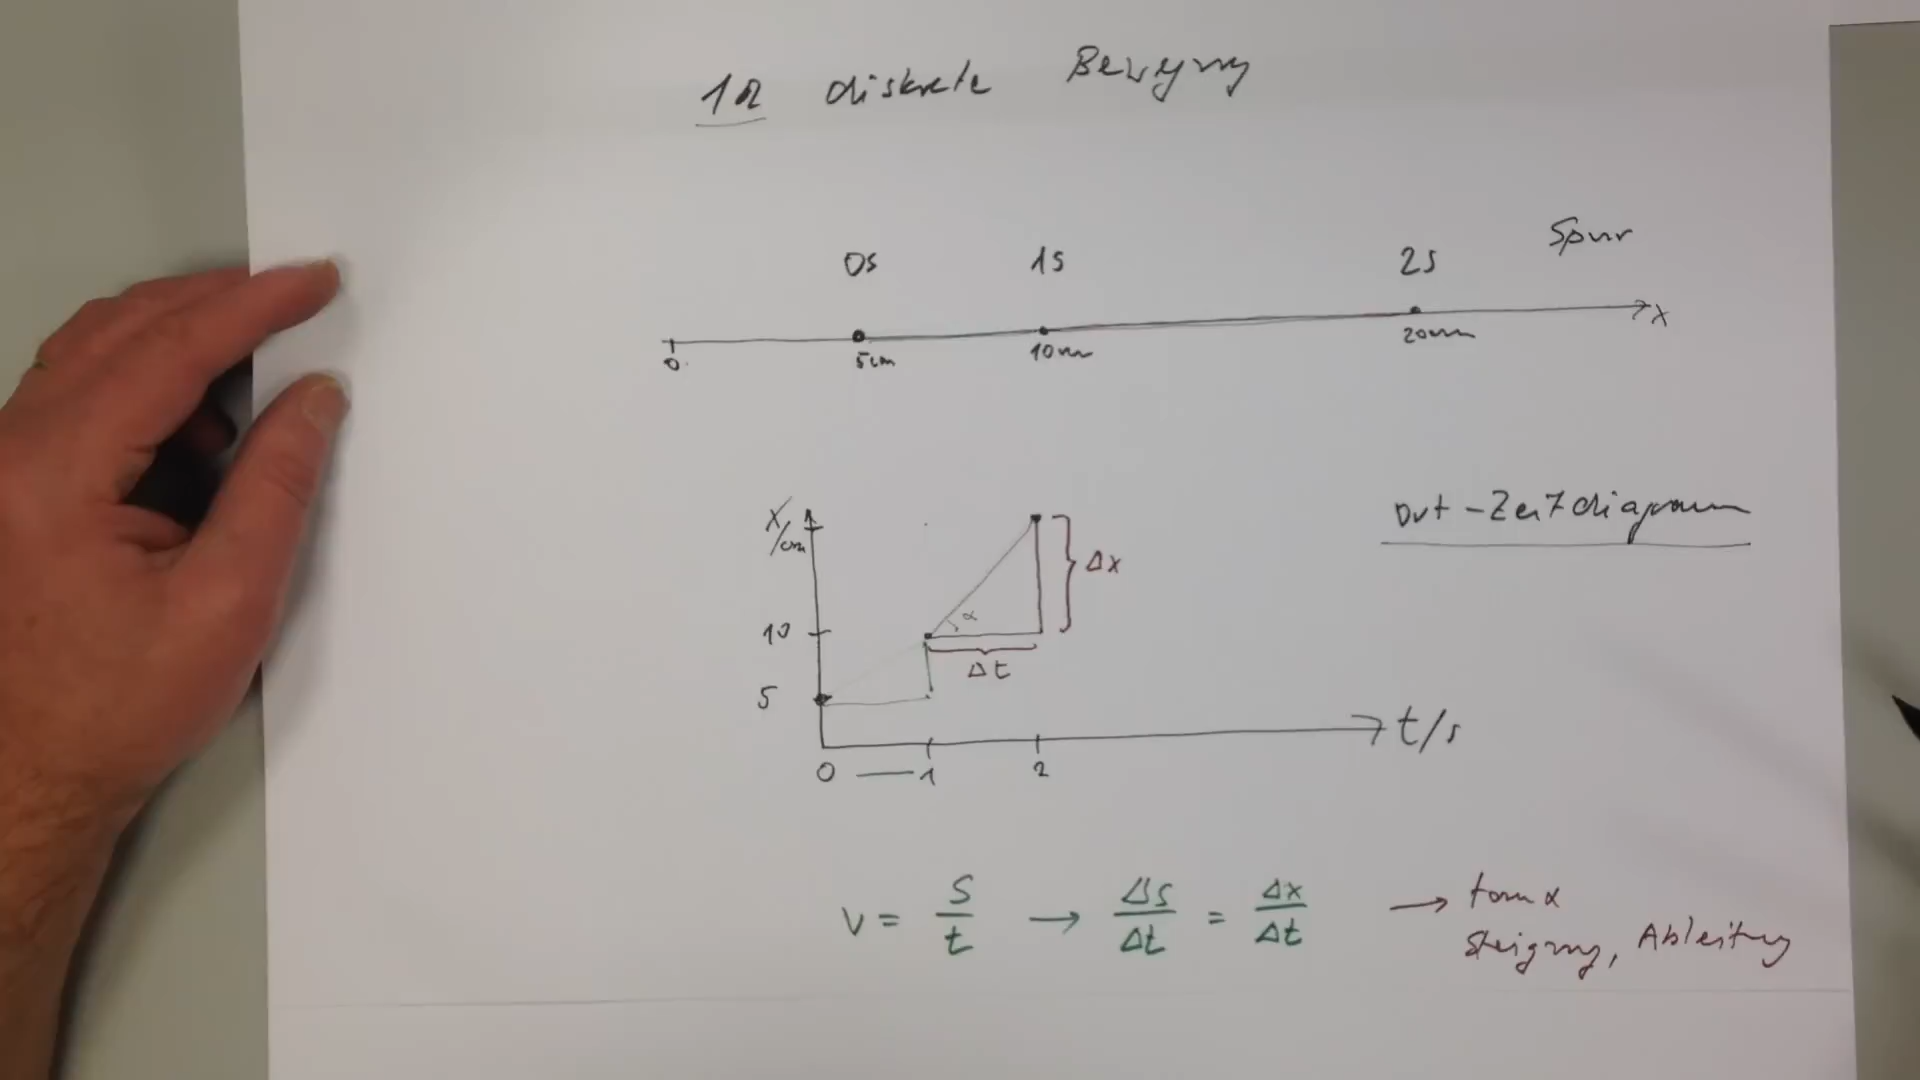 1D diskrete Bewegung
Spur
0s 1s 2s
x
0 5cm 10cm 20cm
Ort-Zeitdiagramm
x/cm
Δx
α
10
Δt
5
t/s
0 1 2
v = s/t → Δs/Δt = Δx/Δt → tan α
Steigung, Ableitung